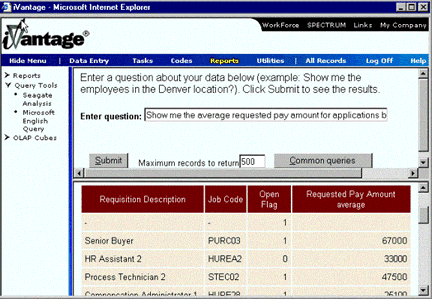 iVantage - Microsoft Internet Explorer
iVantage
WorkForce SPECTRUM Links My Company
Hide Menu | Data Entry Tasks Codes Reports Utilities | All Records Log Off Help
Reports
Query Tools
Seagate
Analysis
Microsoft
English
Query
OLAP Cubes
Enter a question about your data below (example: Show me the
employees in the Denver location?). Click Submit to see the results.
Enter question: Show me the average requested pay amount for applications b
Submit Maximum records to return 500 Common queries
Requisition Description Job Code Open Flag Requested Pay Amount average
- - 1
Senior Buyer PURC03 1 67000
HR Assistant 2 HUREA2 0 33000
Process Technician 2 STEC02 1 47500
Compensation Administrator 1